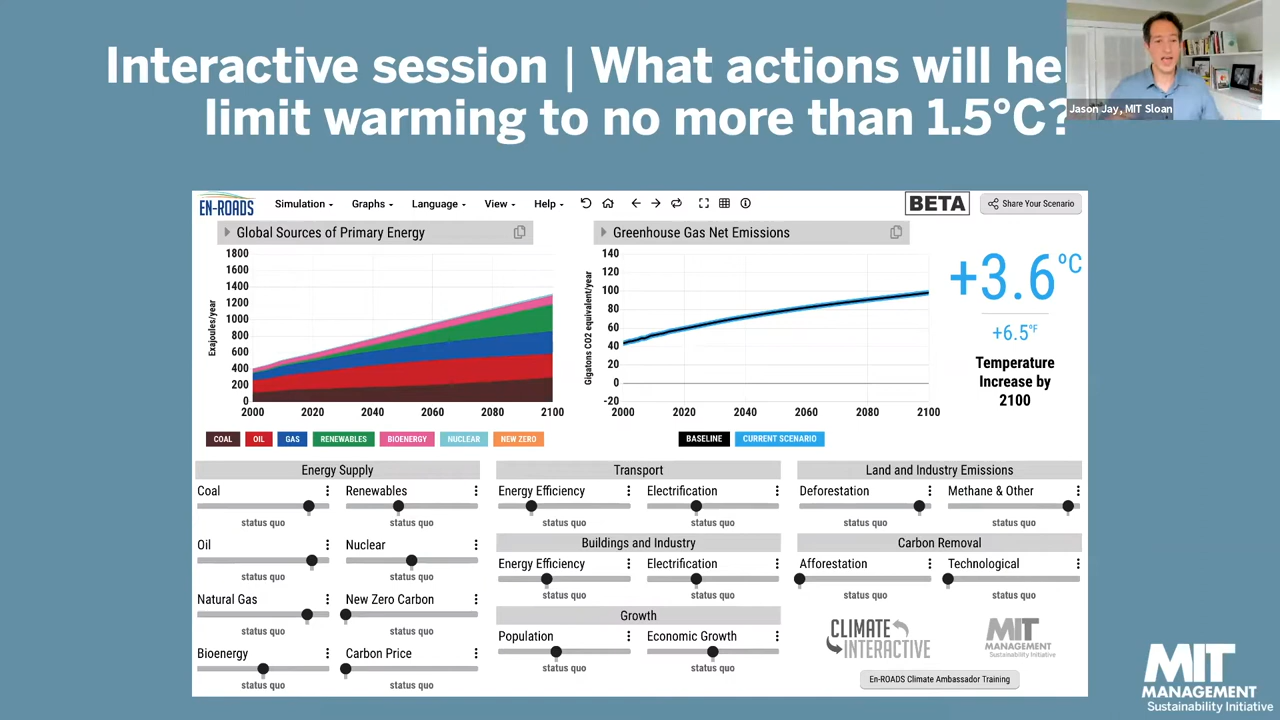 Interactive session | What actions will hel
limit warming to no more than 1.5°C?
Jason Jay, MIT Sloan
EN-ROADS
Simulation
Graphs
Language
View
Help
BETA
Share Your Scenario
Global Sources of Primary Energy
Exajoules/year
1800
1600
1400
1200
1000
800
600
400
200
0
2000 2020 2040 2060 2080 2100
COAL OIL GAS RENEWABLES BIOENERGY NUCLEAR NEW ZERO
Greenhouse Gas Net Emissions
Gigatons CO2 equivalent/year
140
120
100
80
60
40
20
0
-20
2000 2020 2040 2060 2080 2100
BASELINE CURRENT SCENARIO
+3.6°C
+6.5°F
Temperature
Increase by
2100
Energy Supply
Coal Renewables
status quo status quo
Oil Nuclear
status quo status quo
Natural Gas New Zero Carbon
status quo status quo
Bioenergy Carbon Price
status quo status quo
Transport
Energy Efficiency Electrification
status quo status quo
Buildings and Industry
Energy Efficiency Electrification
status quo status quo
Growth
Population Economic Growth
status quo status quo
Land and Industry Emissions
Deforestation Methane & Other
status quo status quo
Carbon Removal
Afforestation Technological
status quo status quo
CLIMATE
INTERACTIVE
MIT
MANAGEMENT
Sustainability Initiative
En-ROADS Climate Ambassador Training
MIT
MANAGEMENT
Sustainability Initiative